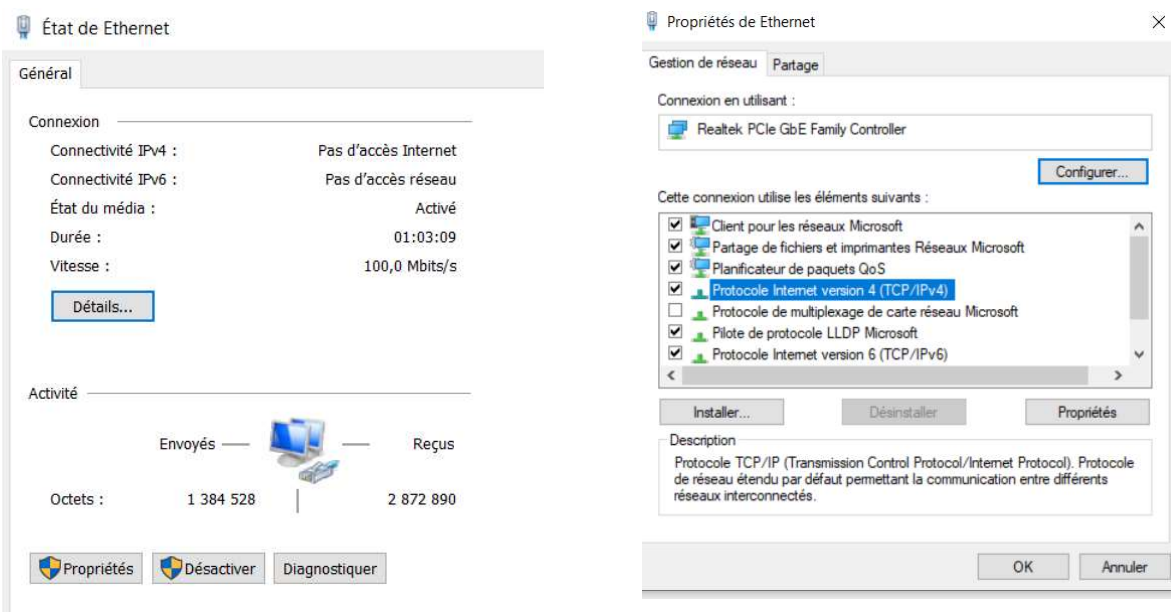 État de Ethernet
Général
Connexion
Connectivité IPv4 : Pas d'accès Internet
Connectivité IPv6 : Pas d'accès réseau
État du média : Activé
Durée : 01:03:09
Vitesse : 100,0 Mbits/s
Détails...
Activité
Envoyés Reçus
Octets : 1 384 528 2 872 890
Propriétés Désactiver Diagnostiquer
Propriétés de Ethernet
Gestion de réseau Partage
Connexion en utilisant :
Realtek PCIe GbE Family Controller
Configurer...
Cette connexion utilise les éléments suivants :
Client pour les réseaux Microsoft
Partage de fichiers et imprimantes Réseaux Microsoft
Planificateur de paquets QoS
Protocole Internet version 4 (TCP/IPv4)
Protocole de multiplexage de carte réseau Microsoft
Pilote de protocole LLDP Microsoft
Protocole Internet version 6 (TCP/IPv6)
Installer... Désinstaller Propriétés
Description
Protocole TCP/IP (Transmission Control Protocol/Internet Protocol). Protocole
de réseau étendu par défaut permettant la communication entre différents
réseaux interconnectés.
OK Annuler